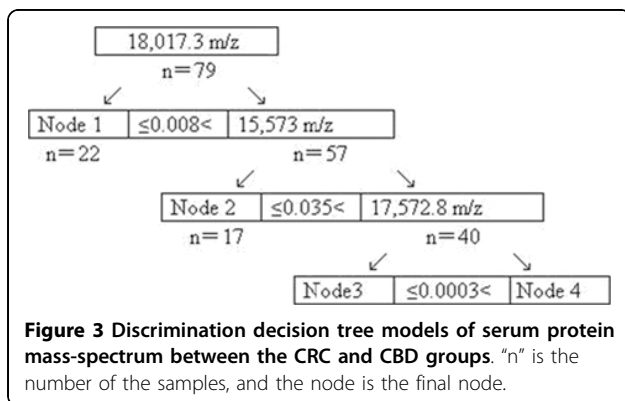 18,017.3 m/z
n=79
Node 1 ≤0.008< 15,573 m/z
n=22 n=57
Node 2 ≤0.035< 17,572.8 m/z
n=17 n=40
Node3 ≤0.0003< Node 4
Figure 3 Discrimination decision tree models of serum protein
mass-spectrum between the CRC and CBD groups. "n" is the
number of the samples, and the node is the final node.